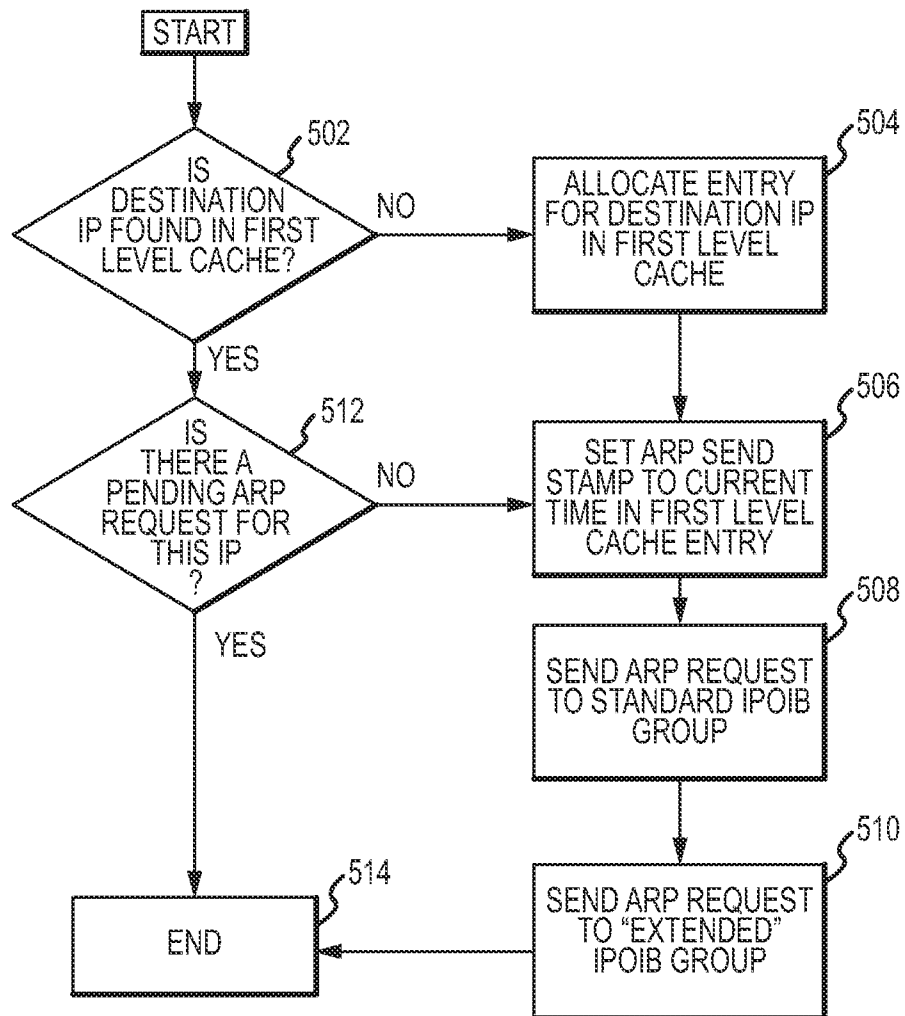 START
502
IS
DESTINATION
IP FOUND IN FIRST
LEVEL CACHE?
NO
YES
504
ALLOCATE ENTRY
FOR DESTINATION IP
IN FIRST LEVEL
CACHE
512
IS
THERE A
PENDING ARP
REQUEST FOR
THIS IP
?
NO
YES
506
SET ARP SEND
STAMP TO CURRENT
TIME IN FIRST LEVEL
CACHE ENTRY
508
SEND ARP REQUEST
TO STANDARD IPOIB
GROUP
510
SEND ARP REQUEST
TO "EXTENDED"
IPOIB GROUP
514
END